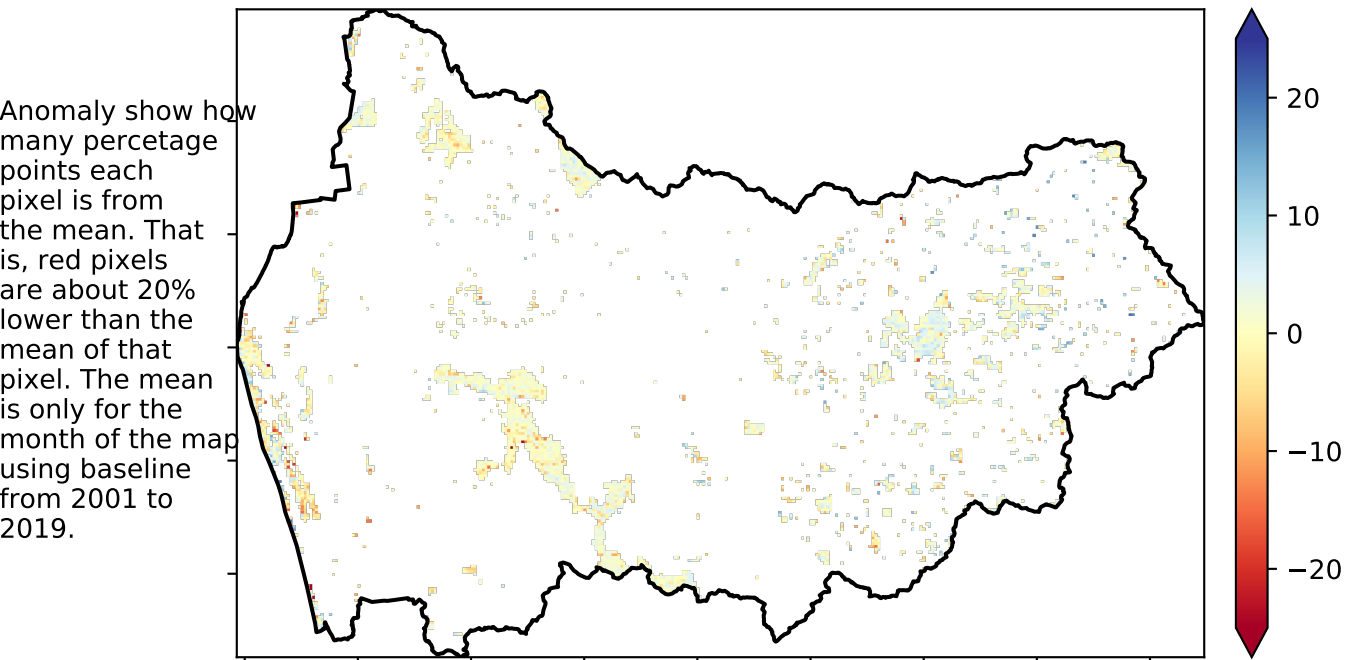 Anomaly show how
many percetage
points each
pixel is from
the mean. That
is, red pixels
are about 20%
lower than the
mean of that
pixel. The mean
is only for the
month of the map
using baseline
from 2001 to
2019.
20
10
0
−10
−20